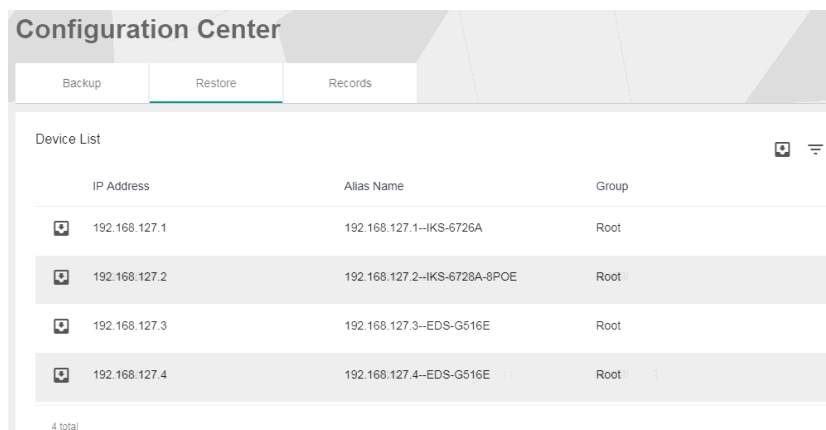 Configuration Center
Backup Restore Records
Device List
IP Address Alias Name Group
192.168.127.1 192.168.127.1--IKS-6726A Root
192.168.127.2 192.168.127.2--IKS-6728A-8POE Root
192.168.127.3 192.168.127.3--EDS-G516E Root
192.168.127.4 192.168.127.4--EDS-G516E Root
4 total